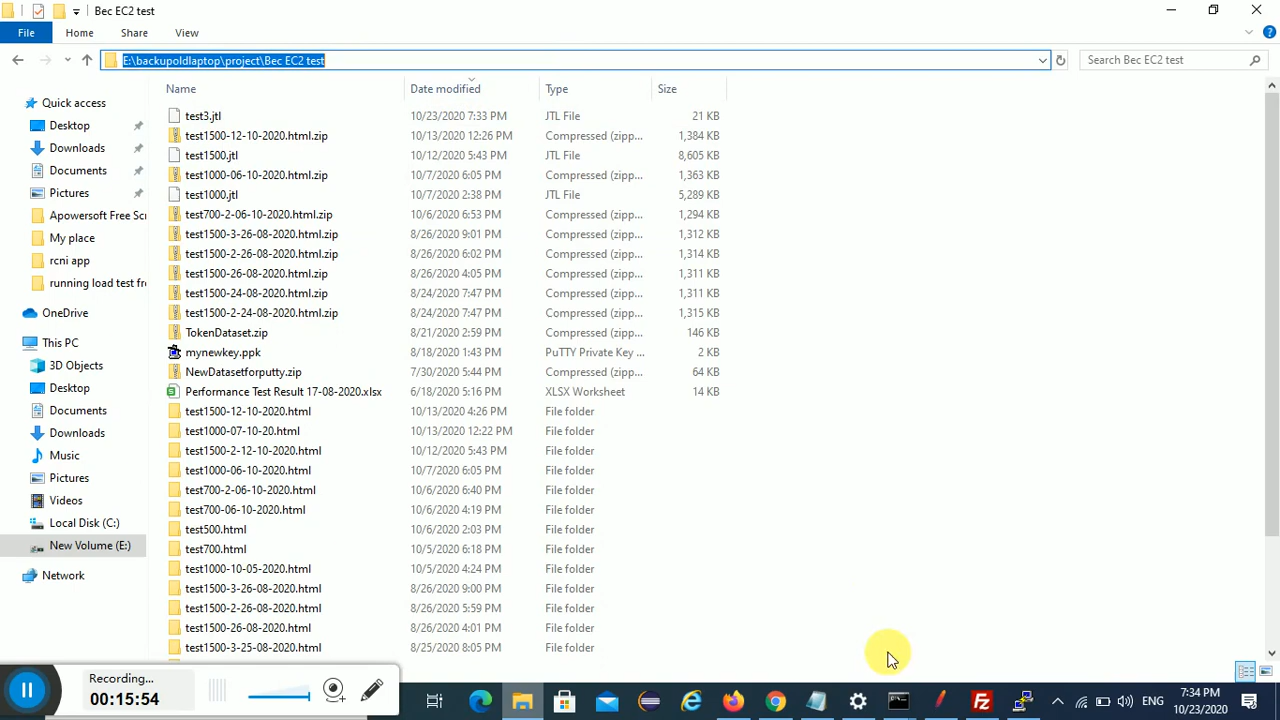 Bec EC2 test
File Home Share View
E:\backupoldlaptop\project\Bec EC2 test
Search Bec EC2 test
Name Date modified Type Size
Quick access
Desktop
Downloads
Documents
Pictures
Apowersoft Free Scr
My place
rcni app
running load test fr
OneDrive
This PC
3D Objects
Desktop
Documents
Downloads
Music
Pictures
Videos
Local Disk (C:)
New Volume (E:)
Network
test3.jtl 10/23/2020 7:33 PM JTL File 21 KB
test1500-12-10-2020.html.zip 10/13/2020 12:26 PM Compressed (zipp... 1,384 KB
test1500.jtl 10/12/2020 5:43 PM JTL File 8,605 KB
test1000-06-10-2020.html.zip 10/7/2020 6:05 PM Compressed (zipp... 1,363 KB
test1000.jtl 10/7/2020 2:38 PM JTL File 5,289 KB
test700-2-06-10-2020.html.zip 10/6/2020 6:53 PM Compressed (zipp... 1,294 KB
test1500-3-26-08-2020.html.zip 8/26/2020 9:01 PM Compressed (zipp... 1,312 KB
test1500-2-26-08-2020.html.zip 8/26/2020 6:02 PM Compressed (zipp... 1,314 KB
test1500-26-08-2020.html.zip 8/26/2020 4:05 PM Compressed (zipp... 1,311 KB
test1500-24-08-2020.html.zip 8/24/2020 7:47 PM Compressed (zipp... 1,311 KB
test1500-2-24-08-2020.html.zip 8/24/2020 7:47 PM Compressed (zipp... 1,315 KB
TokenDataset.zip 8/21/2020 2:59 PM Compressed (zipp... 146 KB
mynewkey.ppk 8/18/2020 1:43 PM PuTTY Private Key ... 2 KB
NewDatasetforputty.zip 7/30/2020 5:44 PM Compressed (zipp... 64 KB
Performance Test Result 17-08-2020.xlsx 6/18/2020 5:16 PM XLSX Worksheet 14 KB
test1500-12-10-2020.html 10/13/2020 4:26 PM File folder
test1000-07-10-20.html 10/13/2020 12:22 PM File folder
test1500-2-12-10-2020.html 10/12/2020 5:43 PM File folder
test1000-06-10-2020.html 10/7/2020 6:05 PM File folder
test700-2-06-10-2020.html 10/6/2020 6:40 PM File folder
test700-06-10-2020.html 10/6/2020 4:19 PM File folder
test500.html 10/6/2020 2:03 PM File folder
test700.html 10/5/2020 6:18 PM File folder
test1000-10-05-2020.html 10/5/2020 4:24 PM File folder
test1500-3-26-08-2020.html 8/26/2020 9:00 PM File folder
test1500-2-26-08-2020.html 8/26/2020 5:59 PM File folder
test1500-26-08-2020.html 8/26/2020 4:01 PM File folder
test1500-3-25-08-2020.html 8/25/2020 8:05 PM File folder
Recording...
00:15:54
ENG
7:34 PM
10/23/2020